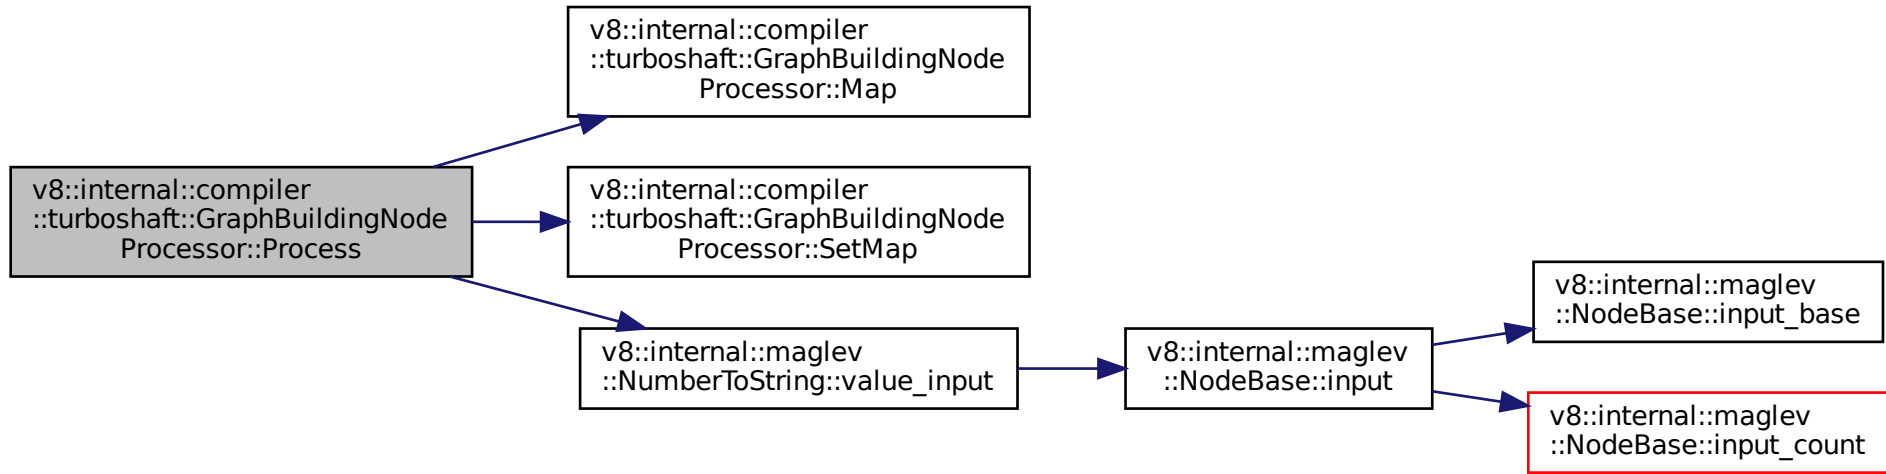 v8::internal::compiler
::turboshaft::GraphBuildingNode
Processor::Map
v8::internal::compiler
::turboshaft::GraphBuildingNode
Processor::Process
v8::internal::compiler
::turboshaft::GraphBuildingNode
Processor::SetMap
v8::internal::maglev
::NumberToString::value_input
v8::internal::maglev
::NodeBase::input
v8::internal::maglev
::NodeBase::input_base
v8::internal::maglev
::NodeBase::input_count